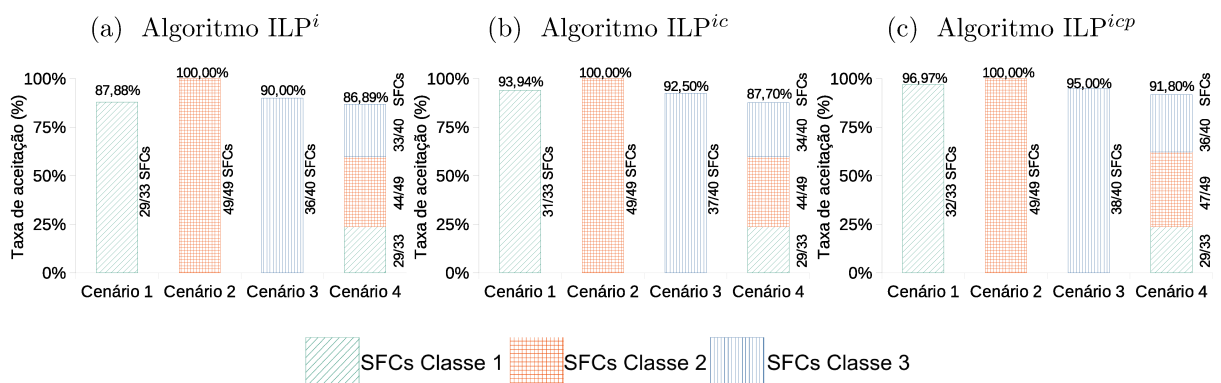 (a) Algoritmo ILP^i
Taxa de aceitação (%)
100%
75%
50%
25%
0%
87,88%
29/33 SFCs
100,00%
49/49 SFCs
90,00%
36/40 SFCs
86,89%
29/33 44/49 33/40 SFCs
Cenário 1 Cenário 2 Cenário 3 Cenário 4
(b) Algoritmo ILP^ic
Taxa de aceitação (%)
100%
75%
50%
25%
0%
93,94%
31/33 SFCs
100,00%
49/49 SFCs
92,50%
37/40 SFCs
87,70%
29/33 44/49 34/40 SFCs
Cenário 1 Cenário 2 Cenário 3 Cenário 4
(c) Algoritmo ILP^icp
Taxa de aceitação (%)
100%
75%
50%
25%
0%
96,97%
32/33 SFCs
100,00%
49/49 SFCs
95,00%
38/40 SFCs
91,80%
29/33 47/49 36/40 SFCs
Cenário 1 Cenário 2 Cenário 3 Cenário 4
SFCs Classe 1 SFCs Classe 2 SFCs Classe 3